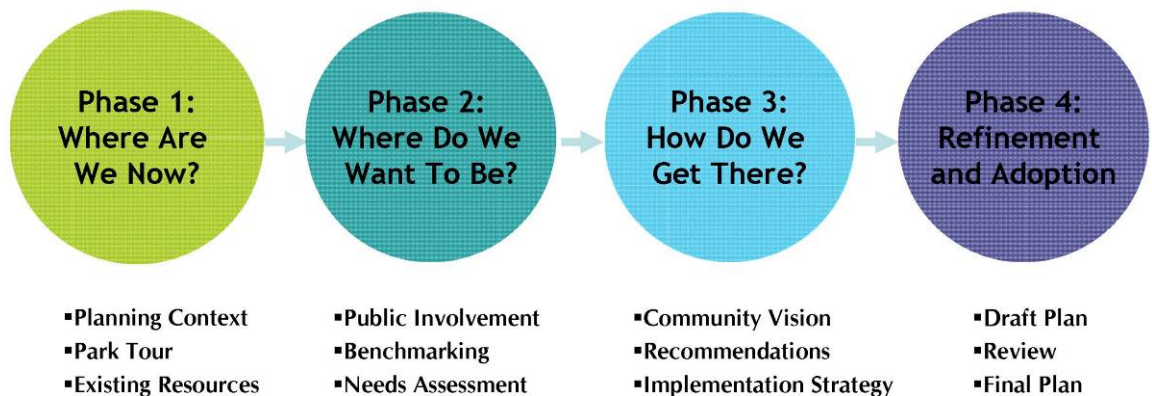 Phase 1:
Where Are
We Now?
Phase 2:
Where Do We
Want To Be?
Phase 3:
How Do We
Get There?
Phase 4:
Refinement
and Adoption
▪Planning Context
▪Park Tour
▪Existing Resources
▪Public Involvement
▪Benchmarking
▪Needs Assessment
▪Community Vision
▪Recommendations
▪Implementation Strategy
▪Draft Plan
▪Review
▪Final Plan